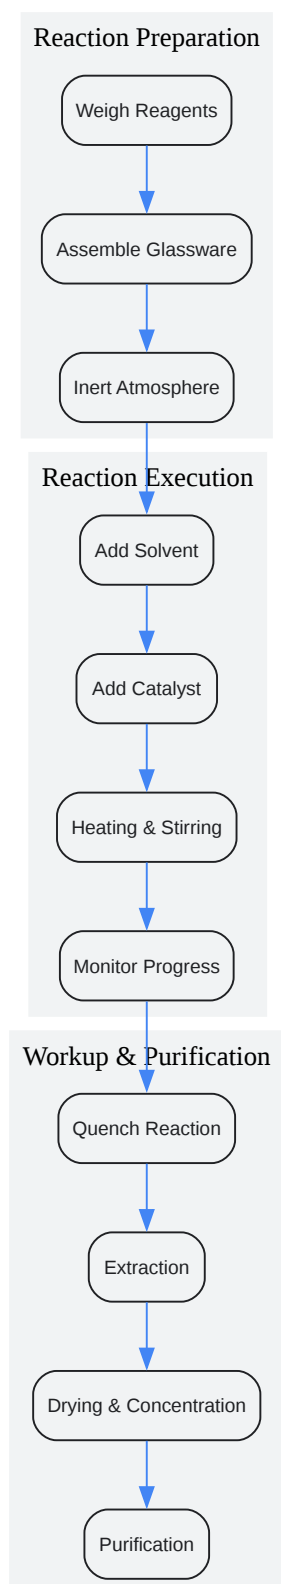 Reaction Preparation
Weigh Reagents
Assemble Glassware
Inert Atmosphere
Reaction Execution
Add Solvent
Add Catalyst
Heating & Stirring
Monitor Progress
Workup & Purification
Quench Reaction
Extraction
Drying & Concentration
Purification